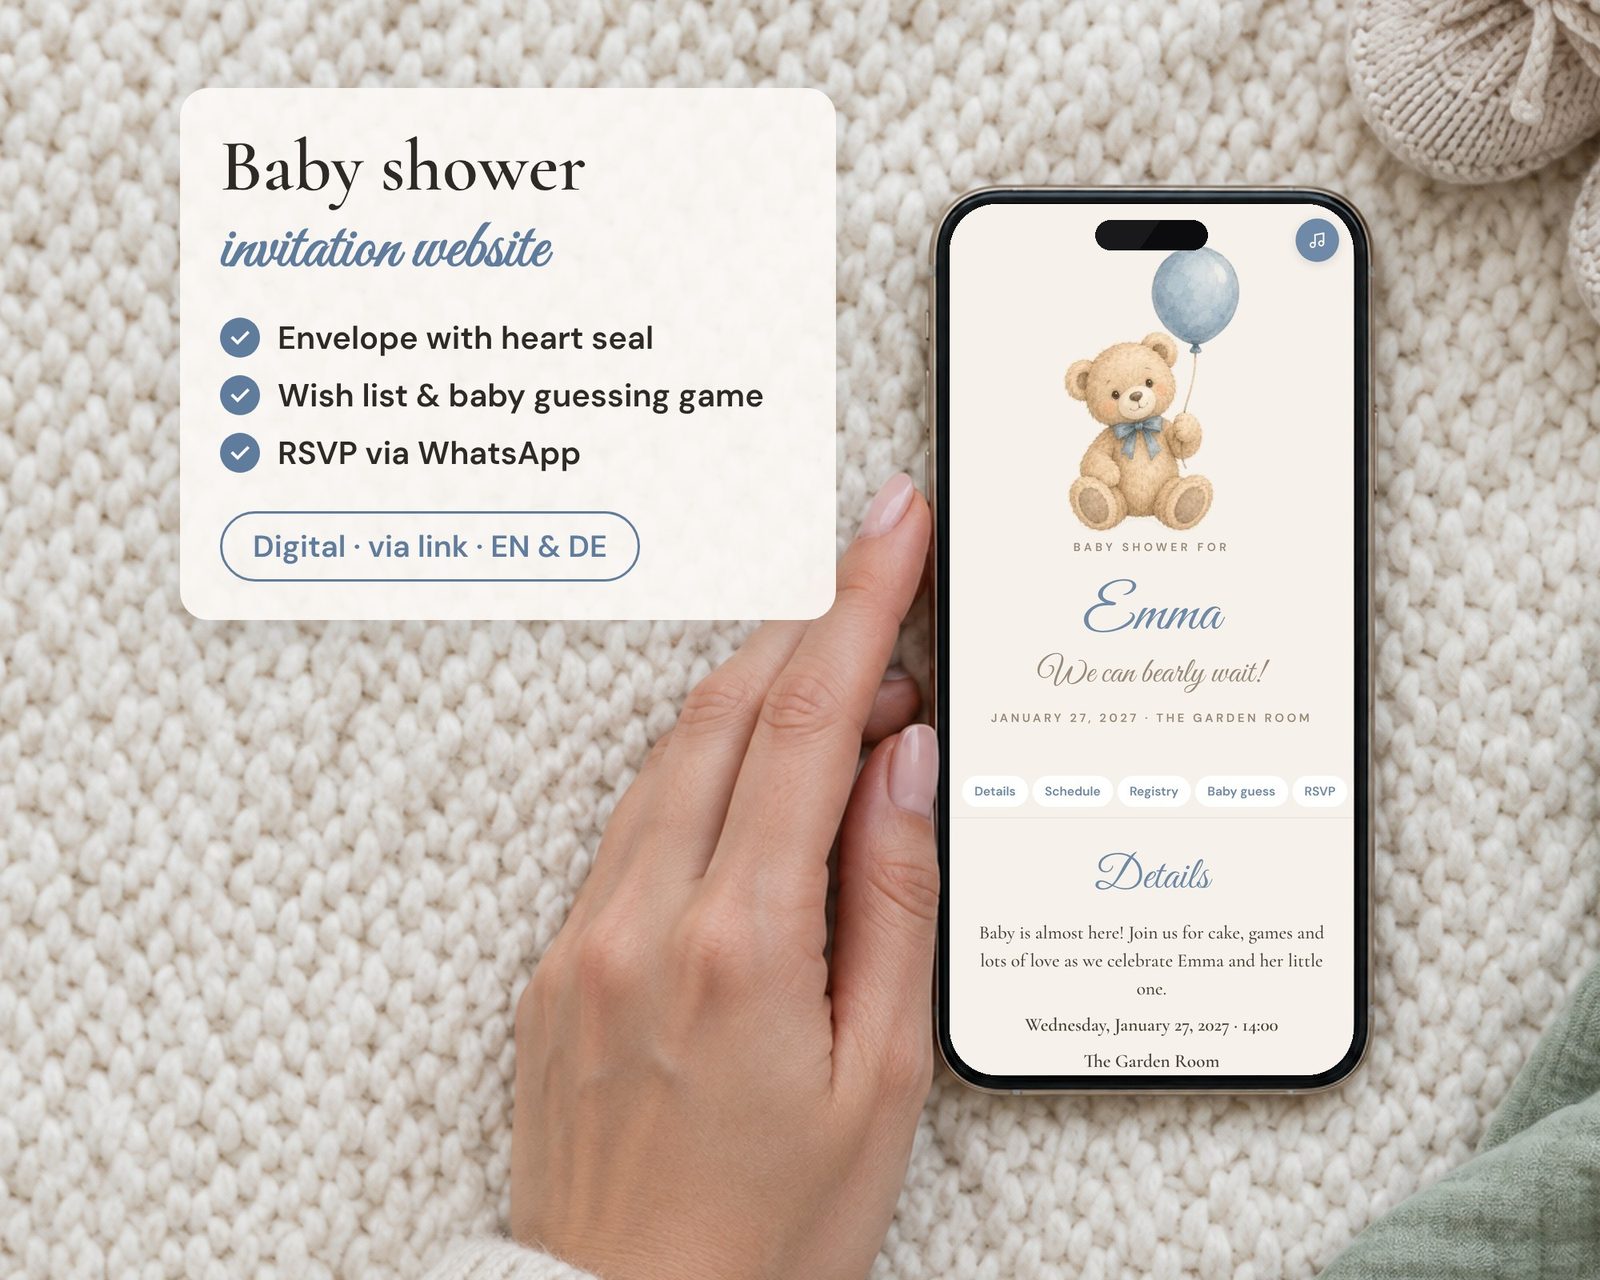 Baby shower
invitation website
Envelope with heart seal
Wish list & baby guessing game
RSVP via WhatsApp
Digital · via link · EN & DE
BABY SHOWER FOR
Emma
We can bearly wait!
JANUARY 27, 2027 · THE GARDEN ROOM
Details Schedule Registry Baby guess RSVP
Details
Baby is almost here! Join us for cake, games and
lots of love as we celebrate Emma and her little
one.
Wednesday, January 27, 2027 · 14:00
The Garden Room